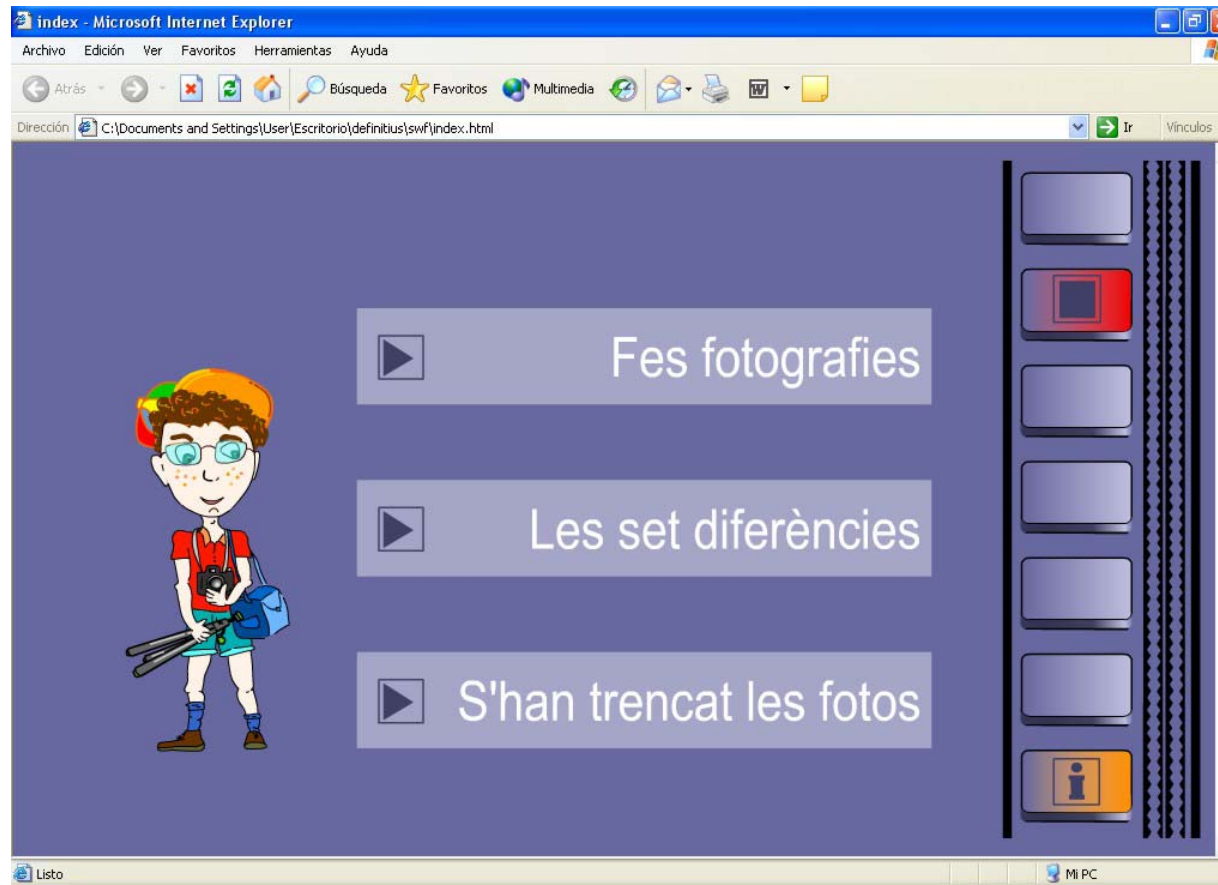 index - Microsoft Internet Explorer
Archivo Edición Ver Favoritos Herramientas Ayuda
Atrás Búsqueda Favoritos Multimedia
Dirección C:\Documents and Settings\User\Escritorio\definitius\swf\index.html Ir Vínculos
Fes fotografies
Les set diferències
S'han trencat les fotos
Listo Mi PC